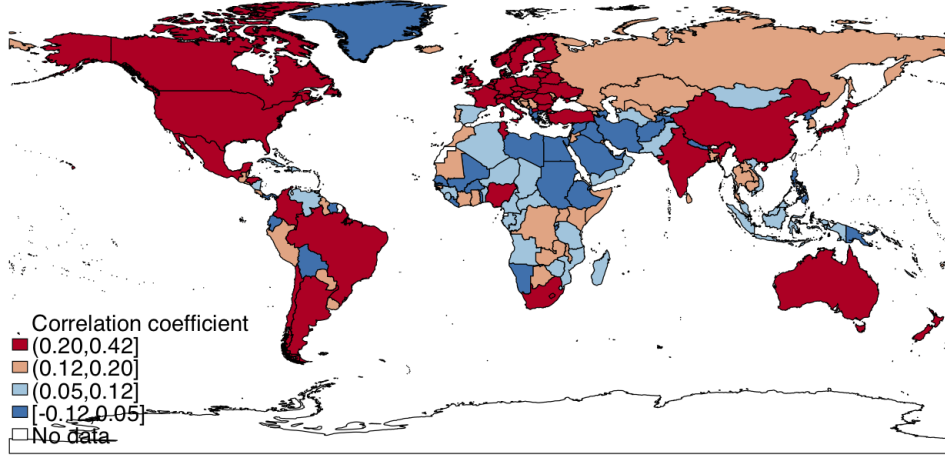 Correlation coefficient
(0.20,0.42]
(0.12,0.20]
(0.05,0.12]
[-0.12,0.05]
No data